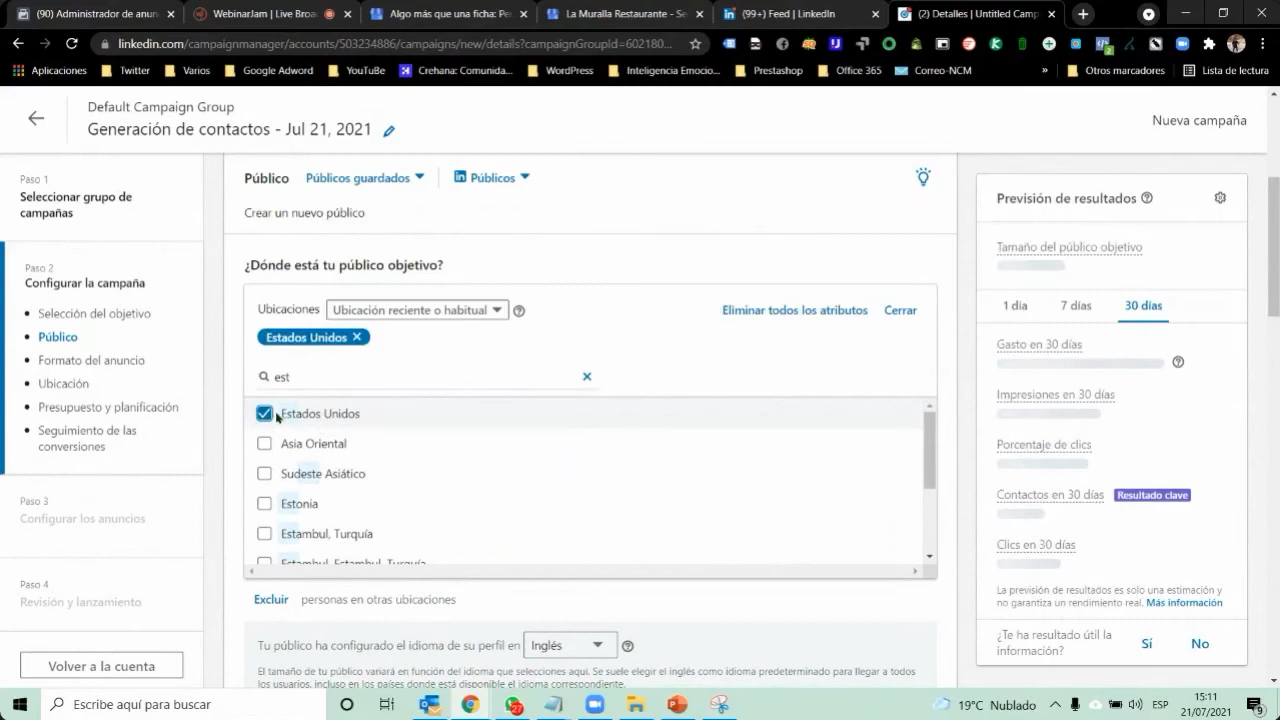 (90) Administrador de anun
WebinarJam | Live Broad
Algo más que una ficha: Pe
La Muralla Restaurante - Se
(99+) Feed | LinkedIn
(2) Detalles | Untitled Camp
linkedin.com/campaignmanager/accounts/503234886/campaigns/new/details?campaignGroupId=602180...
Aplicaciones
Twitter
Varios
Google Adword
YouTube
Crehana: Comunida...
WordPress
Inteligencia Emocio...
Prestashop
Office 365
Correo-NCM
»
Otros marcadores
Lista de lectura
Default Campaign Group
Generación de contactos - Jul 21, 2021
Nueva campaña
Paso 1
Seleccionar grupo de
campañas
Paso 2
Configurar la campaña
Selección del objetivo
Público
Formato del anuncio
Ubicación
Presupuesto y planificación
Seguimiento de las
conversiones
Paso 3
Configurar los anuncios
Paso 4
Revisión y lanzamiento
Volver a la cuenta
Público
Públicos guardados
Públicos
Crear un nuevo público
¿Dónde está tu público objetivo?
Ubicaciones
Ubicación reciente o habitual
Eliminar todos los atributos
Cerrar
Estados Unidos
est
Estados Unidos
Asia Oriental
Sudeste Asiático
Estonia
Estambul, Turquía
Estambul, Estambul, Turquía
Excluir personas en otras ubicaciones
Tu público ha configurado el idioma de su perfil en Inglés
El tamaño de tu público variará en función del idioma que selecciones aquí. Se suele elegir el inglés como idioma predeterminado para llegar a todos
los usuarios, incluso en los países donde está disponible el idioma correspondiente.
Previsión de resultados
Tamaño del público objetivo
1 día
7 días
30 días
Gasto en 30 días
Impresiones en 30 días
Porcentaje de clics
Contactos en 30 días
Resultado clave
Clics en 30 días
La previsión de resultados es solo una estimación y
no garantiza un rendimiento real. Más información
¿Te ha resultado útil la
información?
Sí
No
Escribe aquí para buscar
19°C Nublado
ESP
15:11
21/07/2021